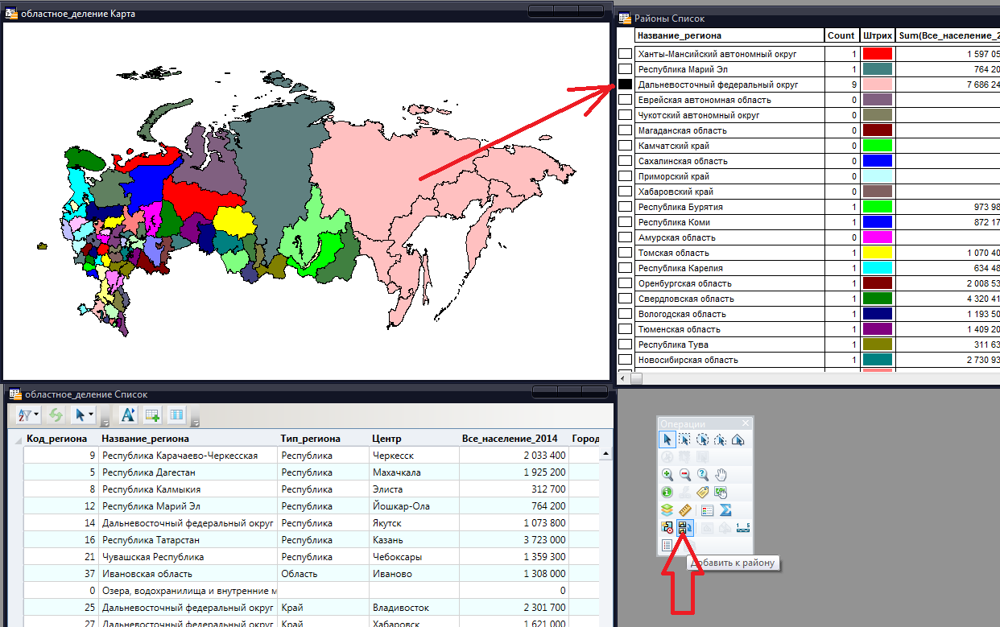 областное_деление Карта
Районы Список
Название_региона Count Штрих Sum(Все_население_2
Ханты-Мансийский автономный округ 1 1 597 05
Республика Марий Эл 1 764 20
Дальневосточный федеральный округ 9 7 686 24
Еврейская автономная область 0
Чукотский автономный округ 0
Магаданская область 0
Камчатский край 0
Сахалинская область 0
Приморский край 0
Хабаровский край 0
Республика Бурятия 1 973 98
Республика Коми 1 872 17
Амурская область 0
Томская область 1 1 070 40
Республика Карелия 1 634 48
Оренбургская область 1 2 008 53
Свердловская область 1 4 320 41
Вологодская область 1 1 193 50
Тюменская область 1 1 409 20
Республика Тува 1 311 63
Новосибирская область 1 2 730 93
областное_деление Список
Код_региона Название_региона Тип_региона Центр Все_население_2014 Город
9 Республика Карачаево-Черкесская Республика Черкесск 2 033 400
5 Республика Дагестан Республика Махачкала 1 925 200
8 Республика Калмыкия Республика Элиста 312 700
12 Республика Марий Эл Республика Йошкар-Ола 764 200
14 Дальневосточный федеральный округ Республика Якутск 1 073 800
16 Республика Татарстан Республика Казань 3 723 000
21 Чувашская Республика Республика Чебоксары 1 359 300
37 Ивановская область Область Иваново 1 308 000
0 Озера, водохранилища и внутренние м 0
25 Дальневосточный федеральный округ Край Владивосток 2 301 700
27 Дальневосточный федеральный округ Край Хабаровск 1 621 000
Операции
1 5
Добавить к району